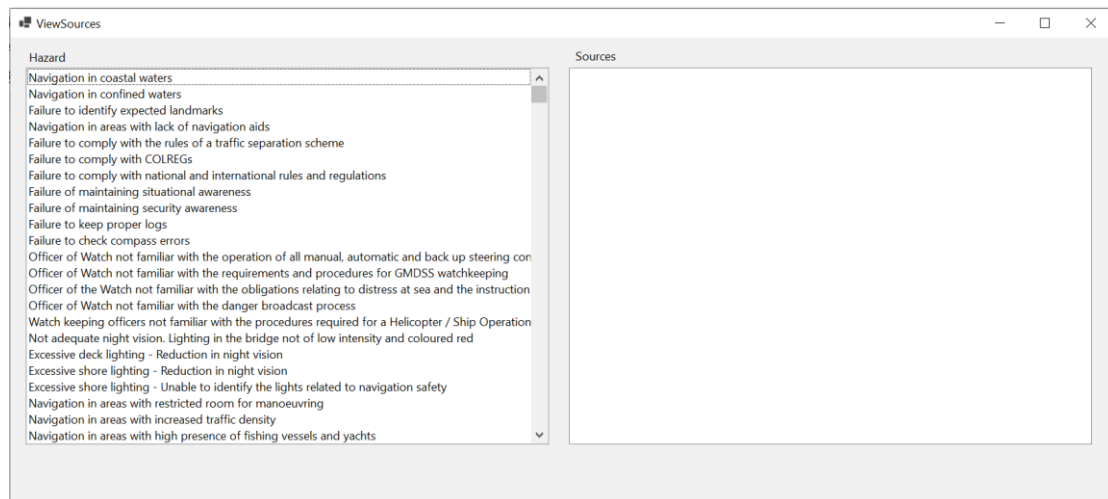 ViewSources
Hazard
Sources
Navigation in coastal waters
Navigation in confined waters
Failure to identify expected landmarks
Navigation in areas with lack of navigation aids
Failure to comply with the rules of a traffic separation scheme
Failure to comply with COLREGs
Failure to comply with national and international rules and regulations
Failure of maintaining situational awareness
Failure of maintaining security awareness
Failure to keep proper logs
Failure to check compass errors
Officer of Watch not familiar with the operation of all manual, automatic and back up steering con
Officer of Watch not familiar with the requirements and procedures for GMDSS watchkeeping
Officer of the Watch not familiar with the obligations relating to distress at sea and the instruction
Officer of Watch not familiar with the danger broadcast process
Watch keeping officers not familiar with the procedures required for a Helicopter / Ship Operation
Not adequate night vision. Lighting in the bridge not of low intensity and coloured red
Excessive deck lighting - Reduction in night vision
Excessive shore lighting - Reduction in night vision
Excessive shore lighting - Unable to identify the lights related to navigation safety
Navigation in areas with restricted room for manoeuvring
Navigation in areas with increased traffic density
Navigation in areas with high presence of fishing vessels and yachts